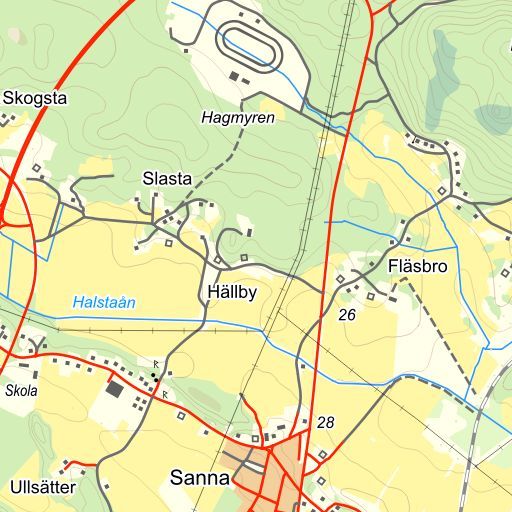 Skogsta
Hagmyren
Slasta
Fläsbro
Hällby
Halstaån
26
Skola
R
R
28
Sanna
Ullsätter